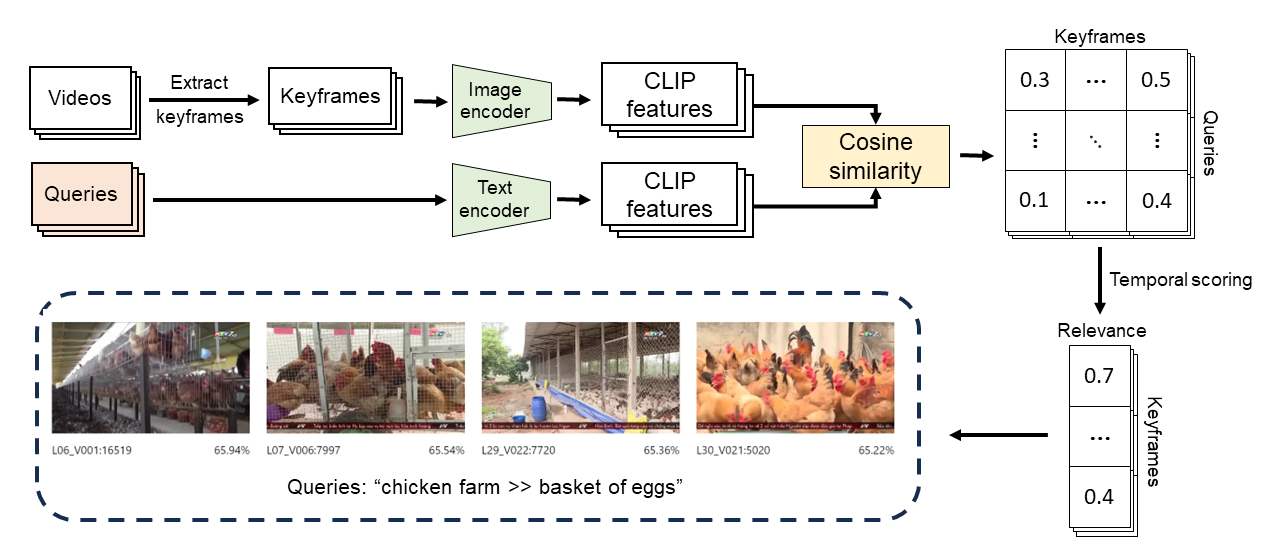 Keyframes
Videos
Extract
keyframes
Keyframes
Image
encoder
CLIP
features
0.3 ... 0.5
Queries
Cosine
similarity
Queries
Text
encoder
CLIP
features
0.1 ... 0.4
Temporal scoring
Relevance
0.7
...
0.4
Keyframes
L06_V001:16519 65.94%
L07_V006:7997 65.54%
L29_V022:7720 65.36%
L30_V021:5020 65.22%
Queries: “chicken farm >> basket of eggs”